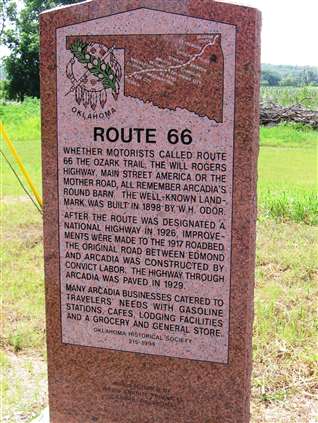 OKLAHOMA
ROUTE 66
WHETHER MOTORISTS CALLED ROUTE
66 THE OZARK TRAIL, THE WILL ROGERS
HIGHWAY, MAIN STREET AMERICA OR THE
MOTHER ROAD, ALL REMEMBER ARCADIA'S
ROUND BARN. THE WELL-KNOWN LAND-
MARK WAS BUILT IN 1898 BY W.H. ODOR.
AFTER THE ROUTE WAS DESIGNATED A
NATIONAL HIGHWAY IN 1926, IMPROVE-
MENTS WERE MADE TO THE 1917 ROADBED.
THE ORIGINAL ROAD BETWEEN EDMOND
AND ARCADIA WAS CONSTRUCTED BY
CONVICT LABOR. THE HIGHWAY THROUGH
ARCADIA WAS PAVED IN 1929.
MANY ARCADIA BUSINESSES CATERED TO
TRAVELERS' NEEDS WITH GASOLINE
STATIONS, CAFES, LODGING FACILITIES
AND A GROCERY AND GENERAL STORE.
OKLAHOMA HISTORICAL SOCIETY